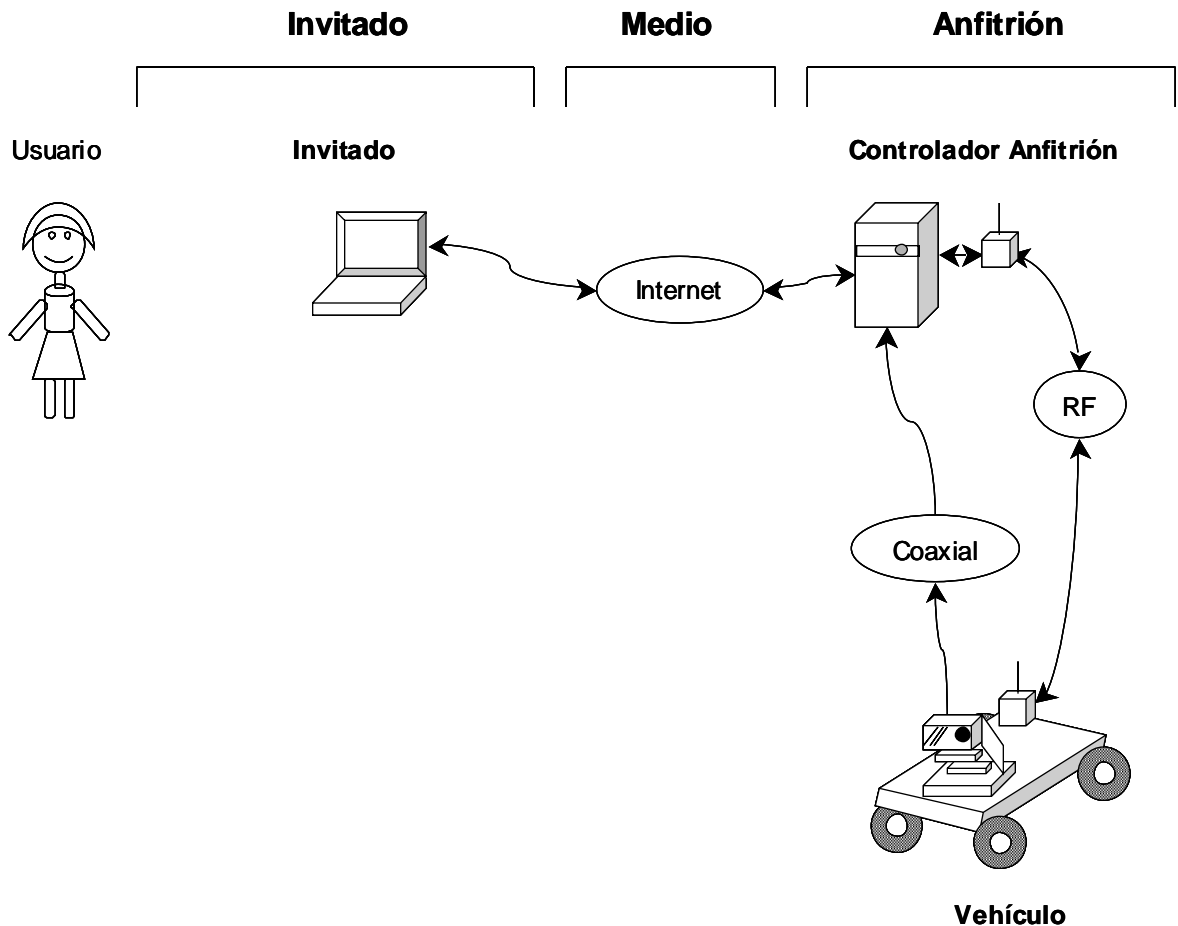 Invitado
Medio
Anfitrión
Usuario
Invitado
Controlador Anfitrión
Internet
RF
Coaxial
Vehículo